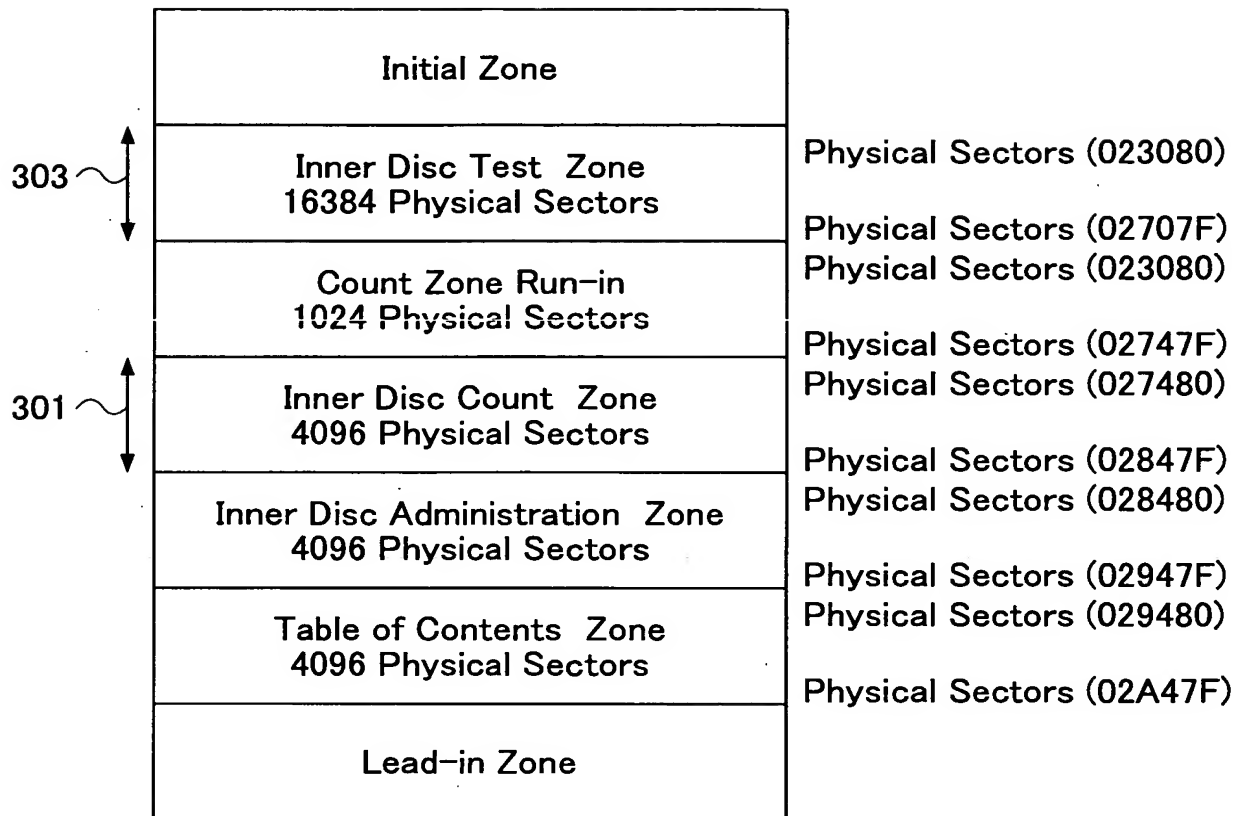 Initial Zone
303
Inner Disc Test Zone
16384 Physical Sectors
Physical Sectors (023080)
Physical Sectors (02707F)
Count Zone Run-in
1024 Physical Sectors
Physical Sectors (023080)
Physical Sectors (02747F)
301
Inner Disc Count Zone
4096 Physical Sectors
Physical Sectors (027480)
Physical Sectors (02847F)
Inner Disc Administration Zone
4096 Physical Sectors
Physical Sectors (028480)
Physical Sectors (02947F)
Table of Contents Zone
4096 Physical Sectors
Physical Sectors (029480)
Physical Sectors (02A47F)
Lead-in Zone